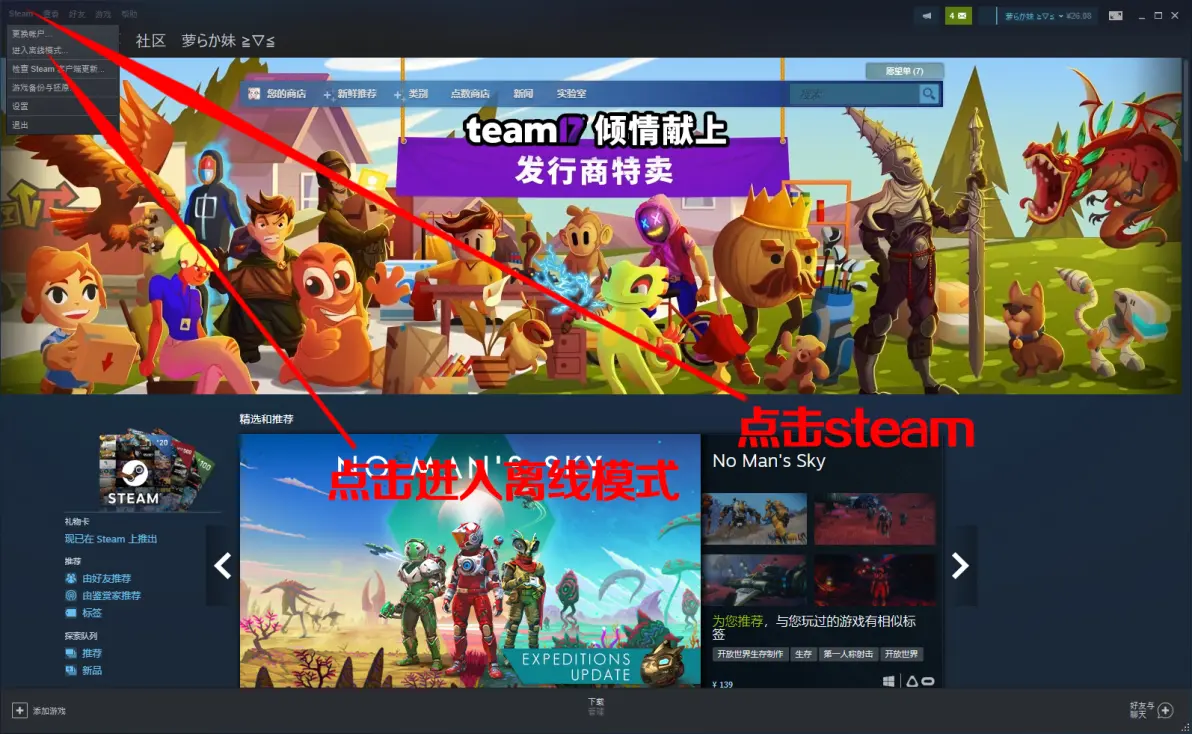 Steam 查看 好友 游戏 帮助
4
萝らか妹 ≥▽≤ ¥26.08
更换帐户...
进入离线模式...
检查 Steam 客户端更新...
游戏备份与还原
设置
退出
社区 萝らか妹 ≥▽≤
愿望单 (7)
您的商店 新鲜推荐 类别 点数商店 新闻 实验室
搜索
team17 倾情献上
发行商特卖
精选和推荐
点击steam
NO MAN'S SKY
点击进入离线模式
No Man's Sky
STEAM
礼物卡
现已在 Steam 上推出
推荐
由好友推荐
由鉴赏家推荐
标签
探索队列
推荐
新品
EXPEDITIONS
UPDATE
为您推荐，与您玩过的游戏有相似标
签
开放世界生存制作 生存 第一人称射击 开放世界
¥ 139
添加游戏
下载
管理
好友与
聊天